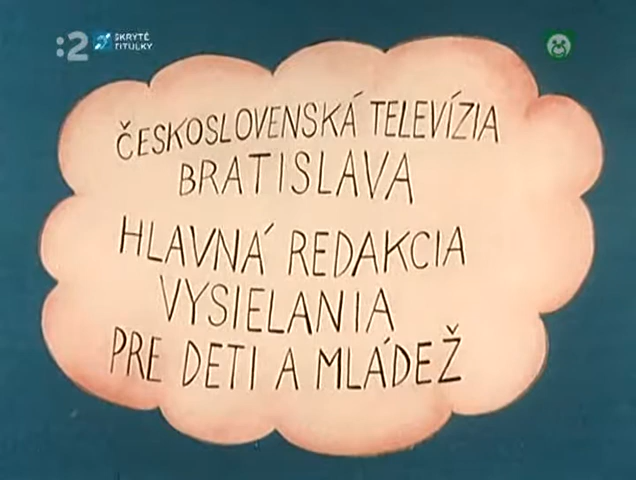 :2 SKRYTÉ
TITULKY
ČESKOSLOVENSKÁ TELEVÍZIA
BRATISLAVA
HLAVNÁ REDAKCIA
VYSIELANIA
PRE DETI A MLÁDEŽ